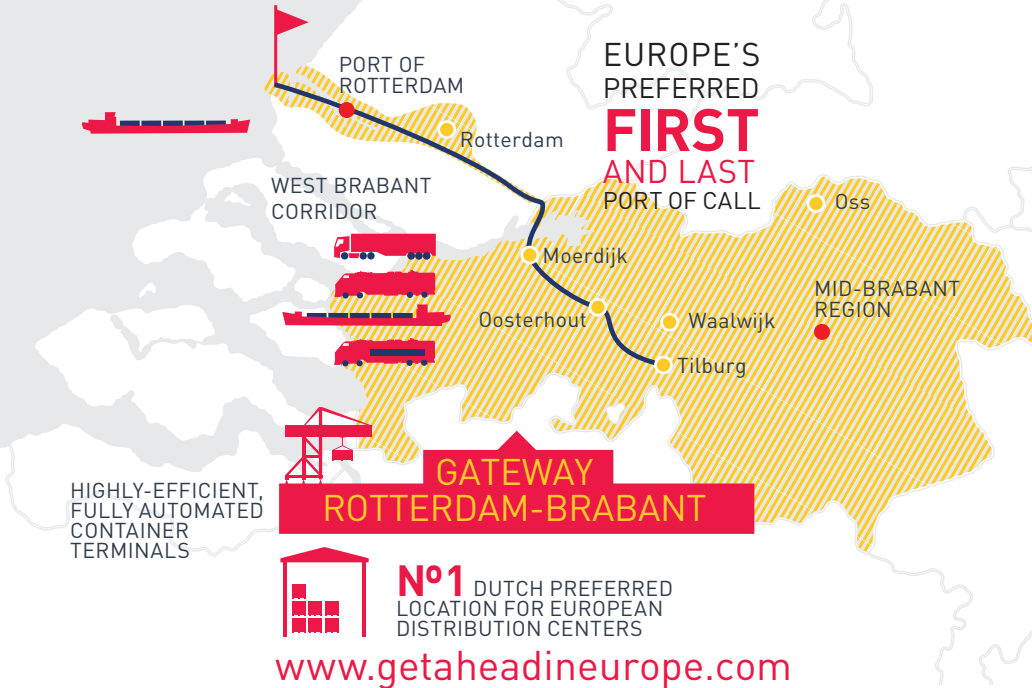 PORT OF
ROTTERDAM
EUROPE'S
PREFERRED
FIRST
AND LAST
PORT OF CALL
Rotterdam
WEST BRABANT
CORRIDOR
Oss
Moerdijk
MID-BRABANT
REGION
Oosterhout
Waalwijk
Tilburg
GATEWAY
ROTTERDAM-BRABANT
HIGHLY-EFFICIENT,
FULLY AUTOMATED
CONTAINER
TERMINALS
Nº1 DUTCH PREFERRED
LOCATION FOR EUROPEAN
DISTRIBUTION CENTERS
www.getaheadineurope.com